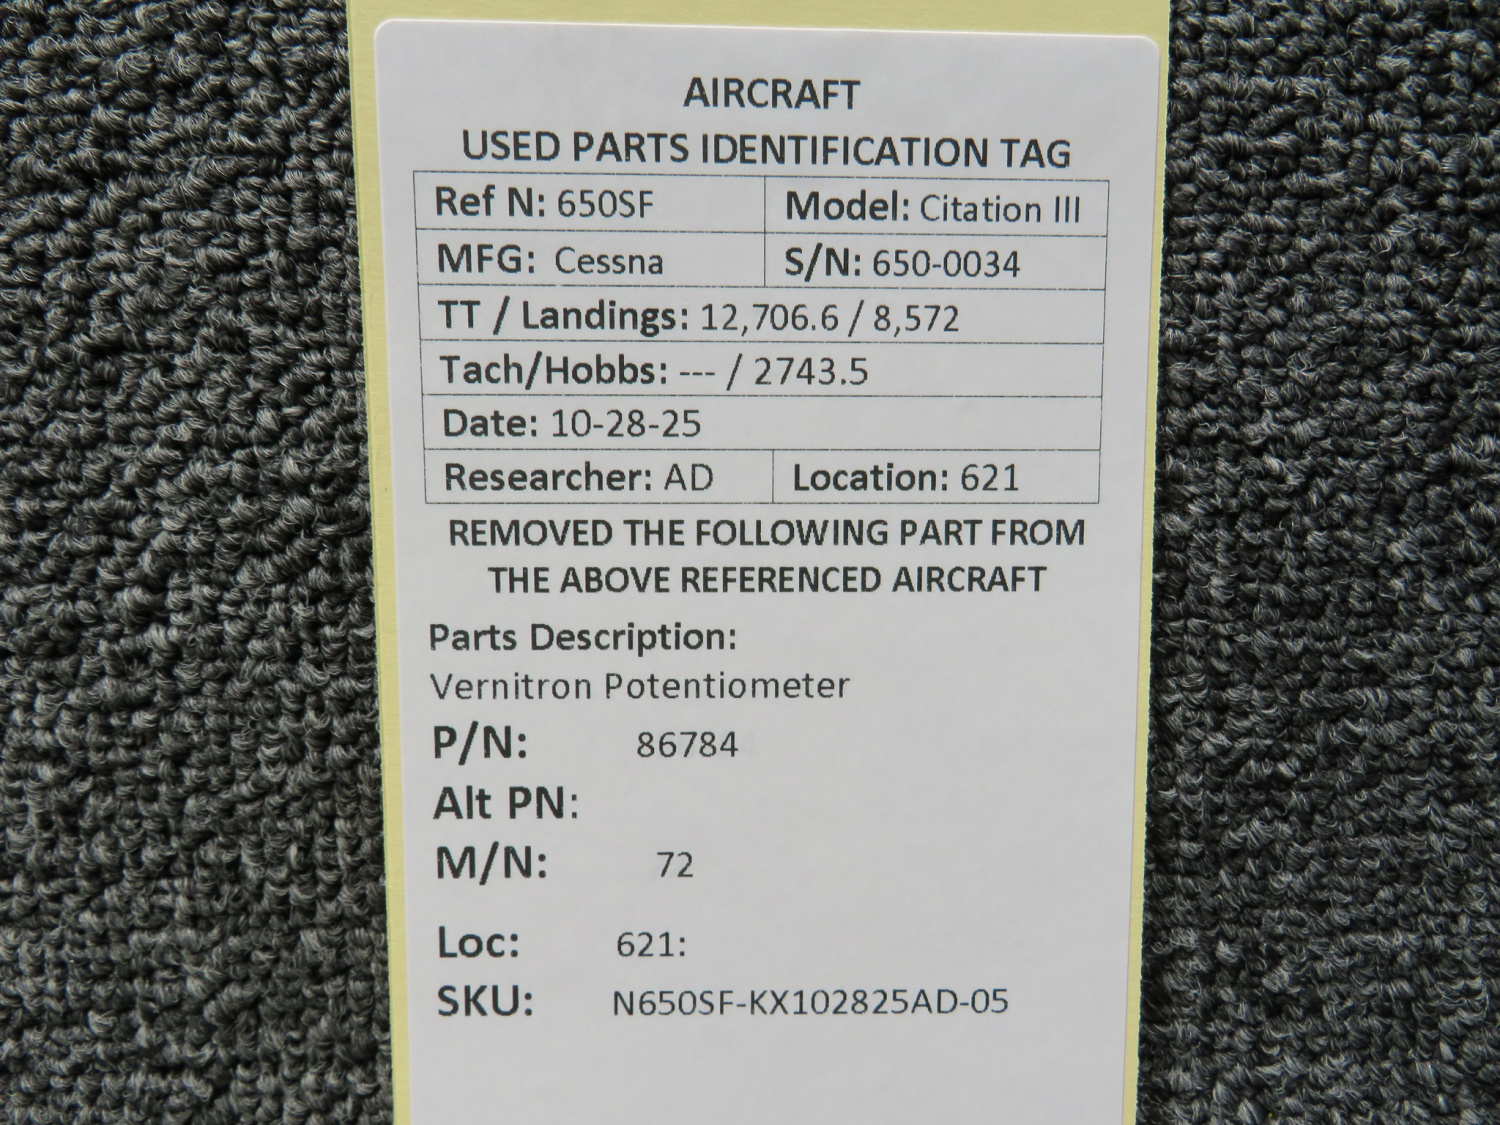 AIRCRAFT
USED PARTS IDENTIFICATION TAG
Ref N: 650SF Model: Citation III
MFG: Cessna S/N: 650-0034
TT / Landings: 12,706.6 / 8,572
Tach/Hobbs: --- / 2743.5
Date: 10-28-25
Researcher: AD Location: 621
REMOVED THE FOLLOWING PART FROM
THE ABOVE REFERENCED AIRCRAFT
Parts Description:
Vernitron Potentiometer
P/N: 86784
Alt PN:
M/N: 72
Loc: 621:
SKU: N650SF-KX102825AD-05